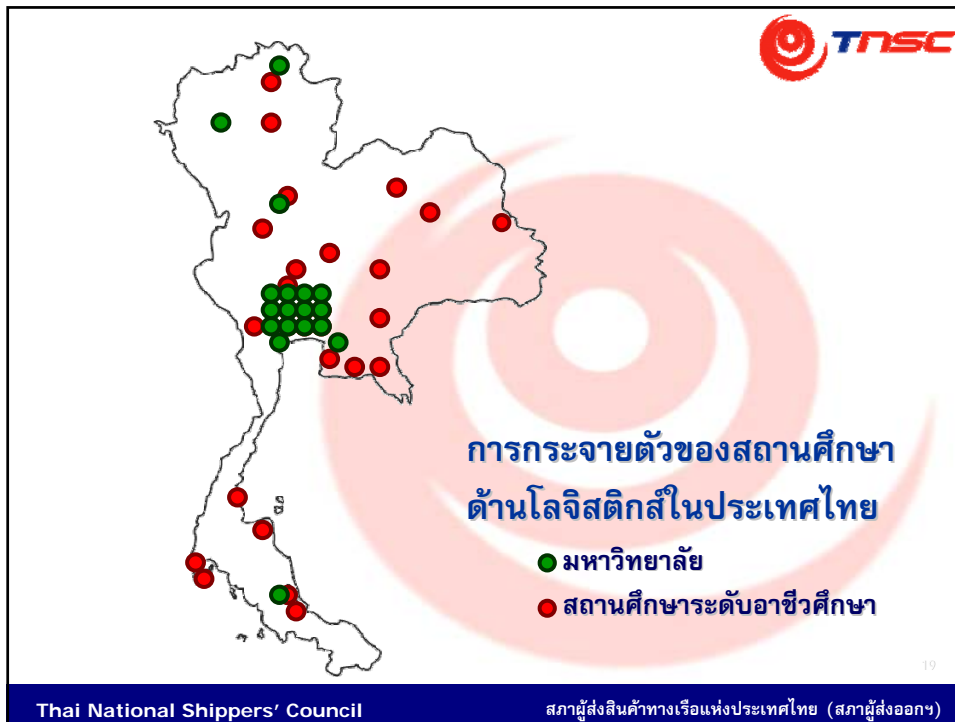 TNSC
การกระจายตัวของสถานศึกษา
ด้านโลจิสติกส์ในประเทศไทย
มหาวิทยาลัย
สถานศึกษาระดับอาชีวศึกษา
19
Thai National Shippers' Council
สภาผู้ส่งสินค้าทางเรือแห่งประเทศไทย (สภาผู้ส่งออกฯ)